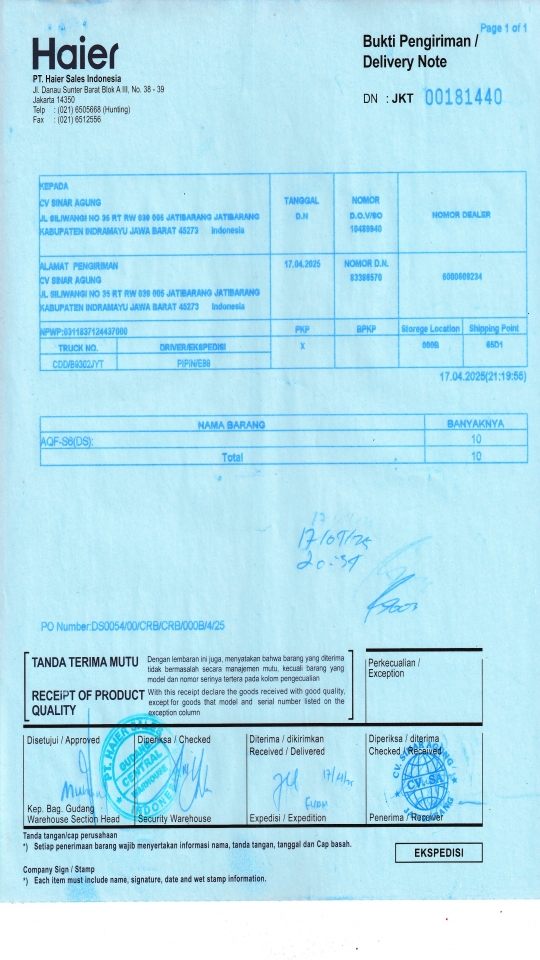 Page 1 of 1
Haier
Bukti Pengiriman /
Delivery Note
PT. Haier Sales Indonesia
Jl. Danau Sunter Barat Blok A III, No. 38 - 39
Jakarta 14350
Telp : (021) 6505668 (Hunting)
Fax : (021) 6512556
DN : JKT 00181440
KEPADA
CV SINAR AGUNG
JL SILIWANGI NO 35 RT RW 039 005 JATIBARANG JATIBARANG
KABUPATEN INDRAMAYU JAWA BARAT 45273 Indonesia
TANGGAL
D.N
NOMOR
D.O.V/SO
10489940
NOMOR DEALER
ALAMAT PENGIRIMAN
CV SINAR AGUNG
JL SILIWANGI NO 35 RT RW 039 005 JATIBARANG JATIBARANG
KABUPATEN INDRAMAYU JAWA BARAT 45273 Indonesia
17.04.2025
NOMOR D.N.
83386570
NPWP:0311837124437000
PKP
BPKP
Storege Location
Shipping Point
TRUCK NO.
DRIVER/EKSPEDISI
X
000B
65D1
CDD/B9302JYT
PIPIN/EBS
17.04.2025(21:19:55)
NAMA BARANG
BANYAKNYA
AQF-S6(DS):
10
Total
10
17/04/25
PO Number:DS0054/00/CRB/CRB/000B/4/25
TANDA TERIMA MUTU
Dengan lembaran ini juga, menyatakan bahwa barang yang diterima
tidak bermasalah secara manajemen mutu, kecuali barang yang
model dan nomor serinya tertera pada kolom pengecualian
RECEIPT OF PRODUCT
QUALITY
With this receipt declare the goods received with good quality,
except for goods that model and serial number listed on the
exception column
Perkecualian /
Exception
Disetujui / Approved
Diperiksa / Checked
Diterima / dikirimkan
Received / Delivered
Diperiksa / diterima
Checked / Received
PT. HAIER SALES
CENTRAL
WAREHOUSE
INDONESIA
CV. SINAR AGUNG
CV. SA
JATIBARANG
Kep. Bag. Gudang
Warehouse Section Head
Security Warehouse
Expedisi / Expedition
Penerima / Receiver
Tanda tangan/cap perusahaan
*) Setiap penerimaan barang wajib menyertakan informasi nama, tanda tangan, tanggal dan Cap basah.
EKSPEDISI
Company Sign / Stamp
*) Each item must include name, signature, date and wet stamp information.